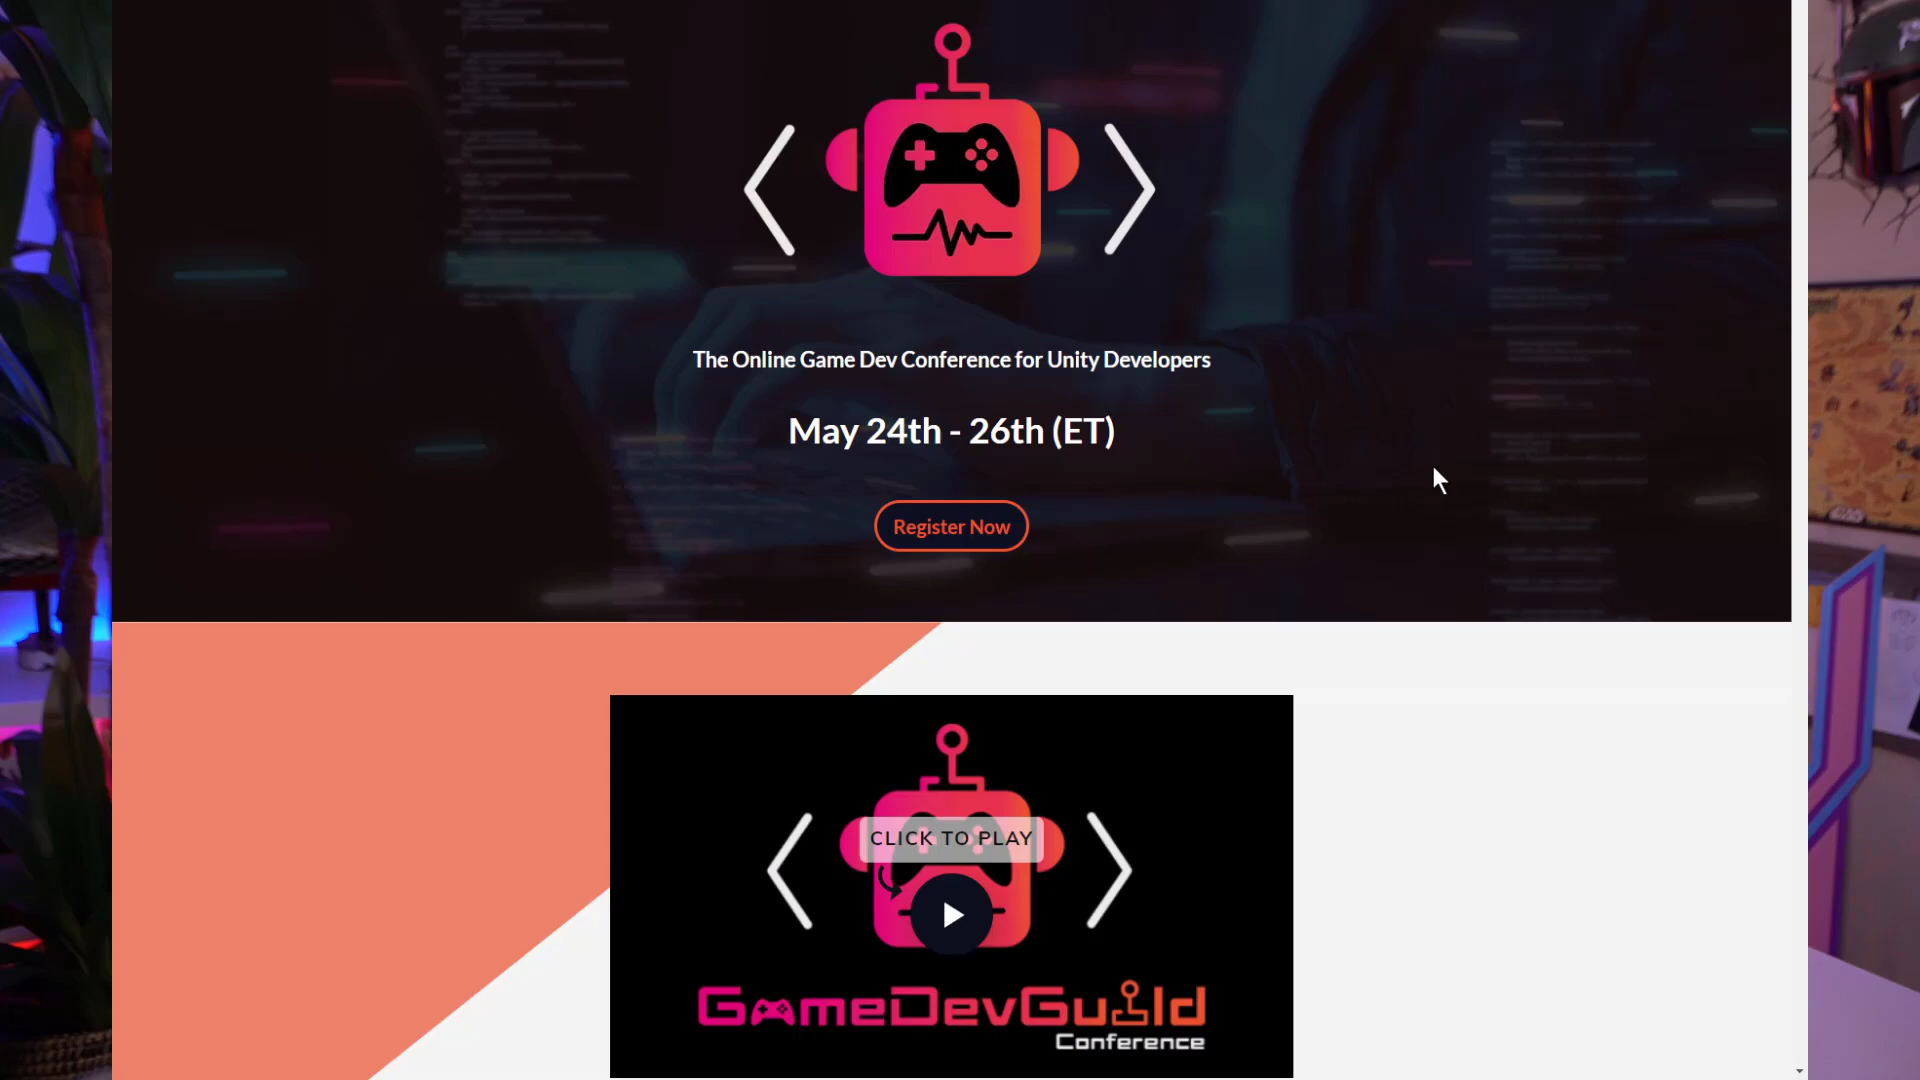 The Online Game Dev Conference for Unity Developers
May 24th - 26th (ET)
Register Now
CLICK TO PLAY
GameDevGuild
Conference